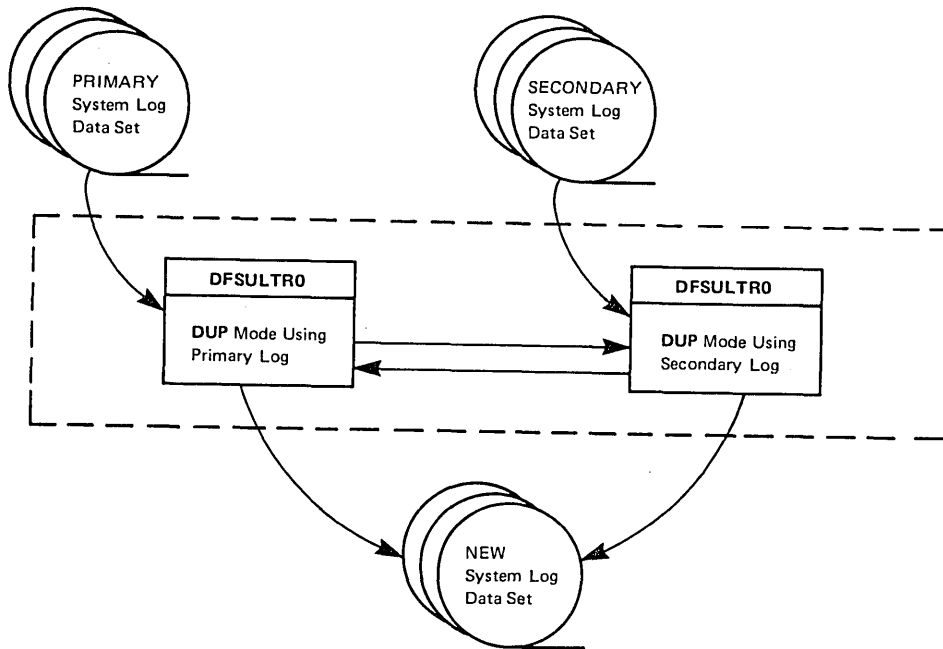 PRIMARY
System Log
Data Set
SECONDARY
System Log
Data Set
DFSULTR0
DUP Mode Using
Primary Log
DFSULTR0
DUP Mode Using
Secondary Log
NEW
System Log
Data Set